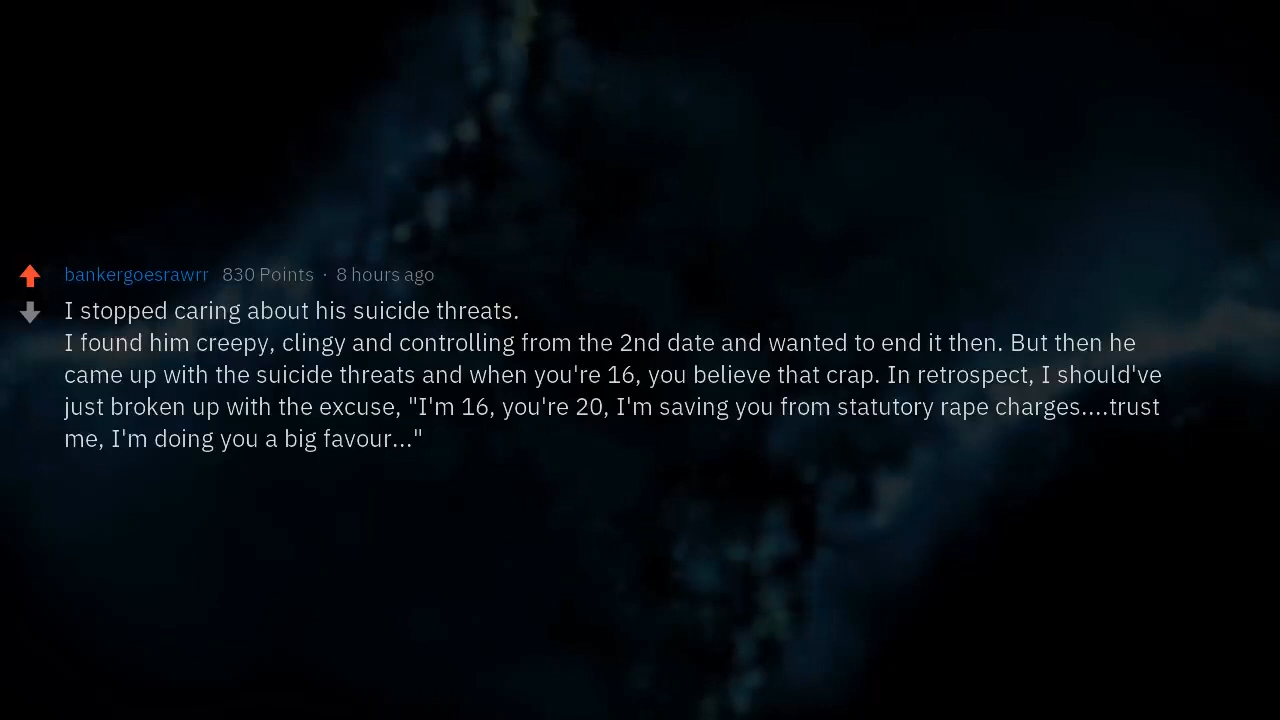 bankergoesrawrr 830 Points · 8 hours ago
I stopped caring about his suicide threats.
I found him creepy, clingy and controlling from the 2nd date and wanted to end it then. But then he
came up with the suicide threats and when you're 16, you believe that crap. In retrospect, I should've
just broken up with the excuse, "I'm 16, you're 20, I'm saving you from statutory rape charges....trust
me, I'm doing you a big favour..."